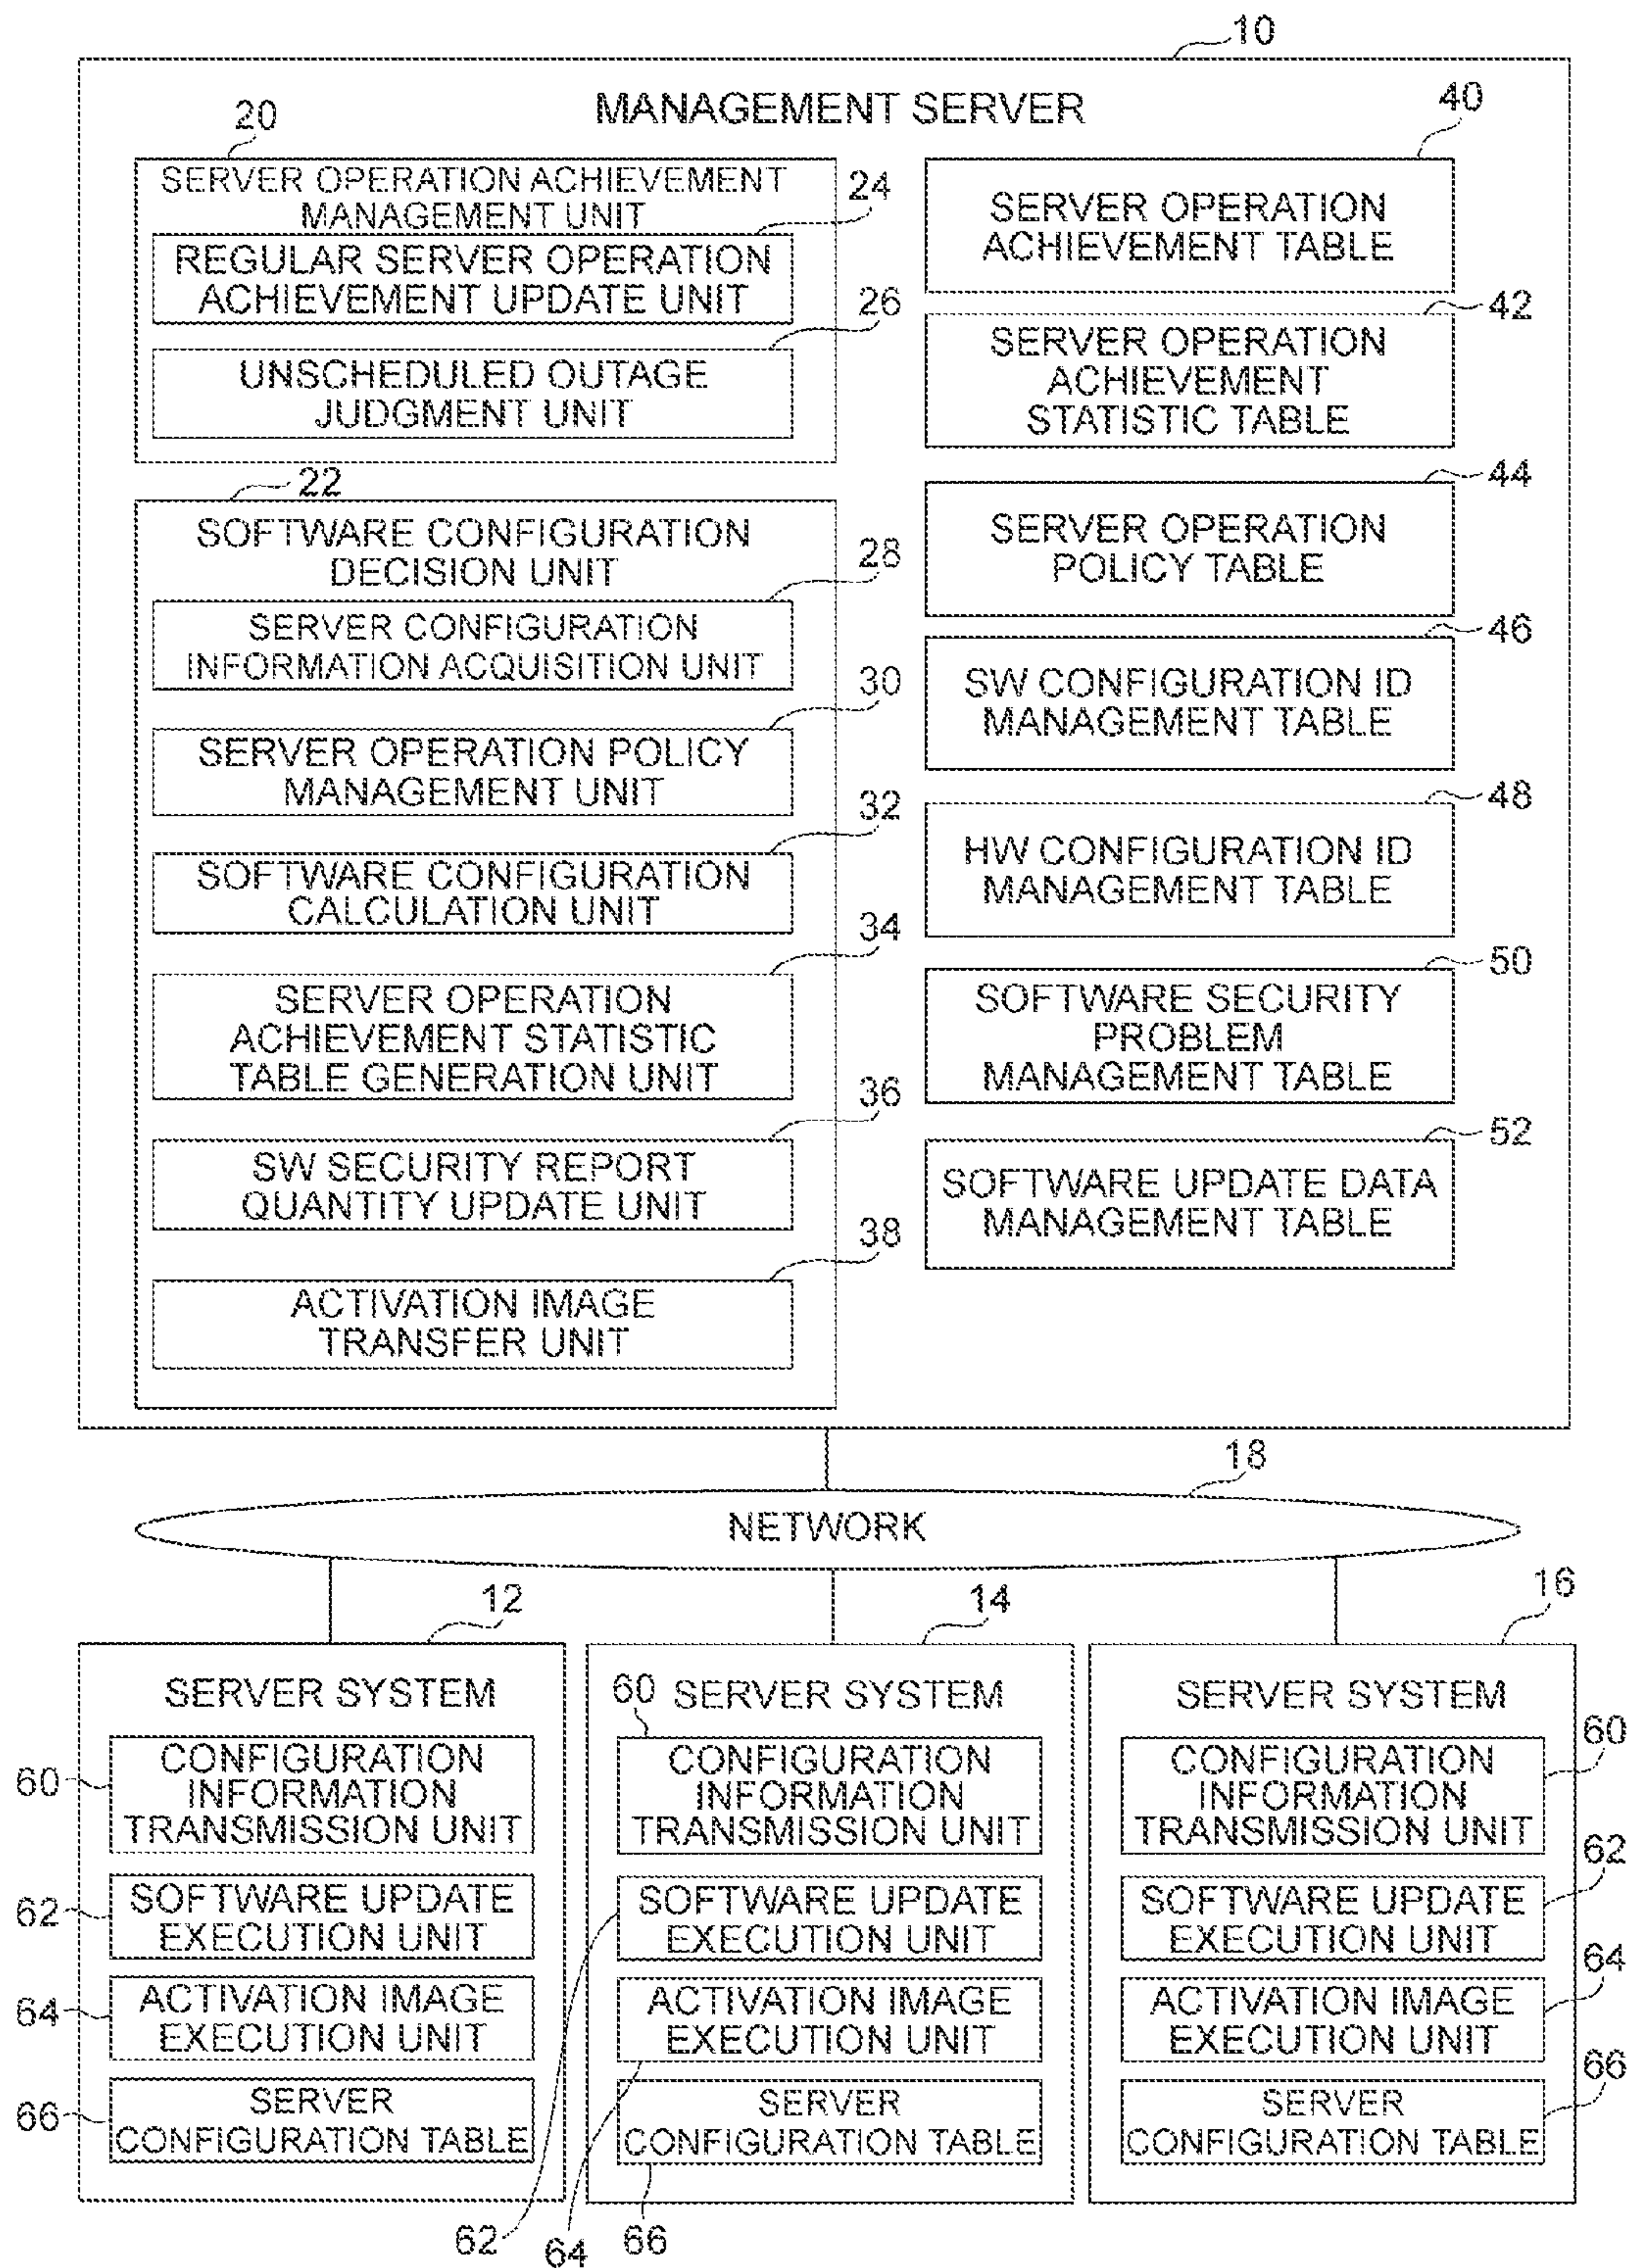 10
MANAGEMENT SERVER
20
SERVER OPERATION ACHIEVEMENT
MANAGEMENT UNIT
24
REGULAR SERVER OPERATION
ACHIEVEMENT UPDATE UNIT
26
UNSCHEDULED OUTAGE
JUDGMENT UNIT
22
SOFTWARE CONFIGURATION
DECISION UNIT
28
SERVER CONFIGURATION
INFORMATION ACQUISITION UNIT
30
SERVER OPERATION POLICY
MANAGEMENT UNIT
32
SOFTWARE CONFIGURATION
CALCULATION UNIT
34
SERVER OPERATION
ACHIEVEMENT STATISTIC
TABLE GENERATION UNIT
36
SW SECURITY REPORT
QUANTITY UPDATE UNIT
38
ACTIVATION IMAGE
TRANSFER UNIT
40
SERVER OPERATION
ACHIEVEMENT TABLE
42
SERVER OPERATION
ACHIEVEMENT
STATISTIC TABLE
44
SERVER OPERATION
POLICY TABLE
46
SW CONFIGURATION ID
MANAGEMENT TABLE
48
HW CONFIGURATION ID
MANAGEMENT TABLE
50
SOFTWARE SECURITY
PROBLEM
MANAGEMENT TABLE
52
SOFTWARE UPDATE DATA
MANAGEMENT TABLE
18
NETWORK
12
SERVER SYSTEM
60
CONFIGURATION
INFORMATION
TRANSMISSION UNIT
62
SOFTWARE UPDATE
EXECUTION UNIT
64
ACTIVATION IMAGE
EXECUTION UNIT
66
SERVER
CONFIGURATION TABLE
14
60
SERVER SYSTEM
CONFIGURATION
INFORMATION
TRANSMISSION UNIT
SOFTWARE UPDATE
EXECUTION UNIT
ACTIVATION IMAGE
EXECUTION UNIT
SERVER
CONFIGURATION TABLE
62
64
66
16
SERVER SYSTEM
60
CONFIGURATION
INFORMATION
TRANSMISSION UNIT
62
SOFTWARE UPDATE
EXECUTION UNIT
64
ACTIVATION IMAGE
EXECUTION UNIT
66
SERVER
CONFIGURATION TABLE